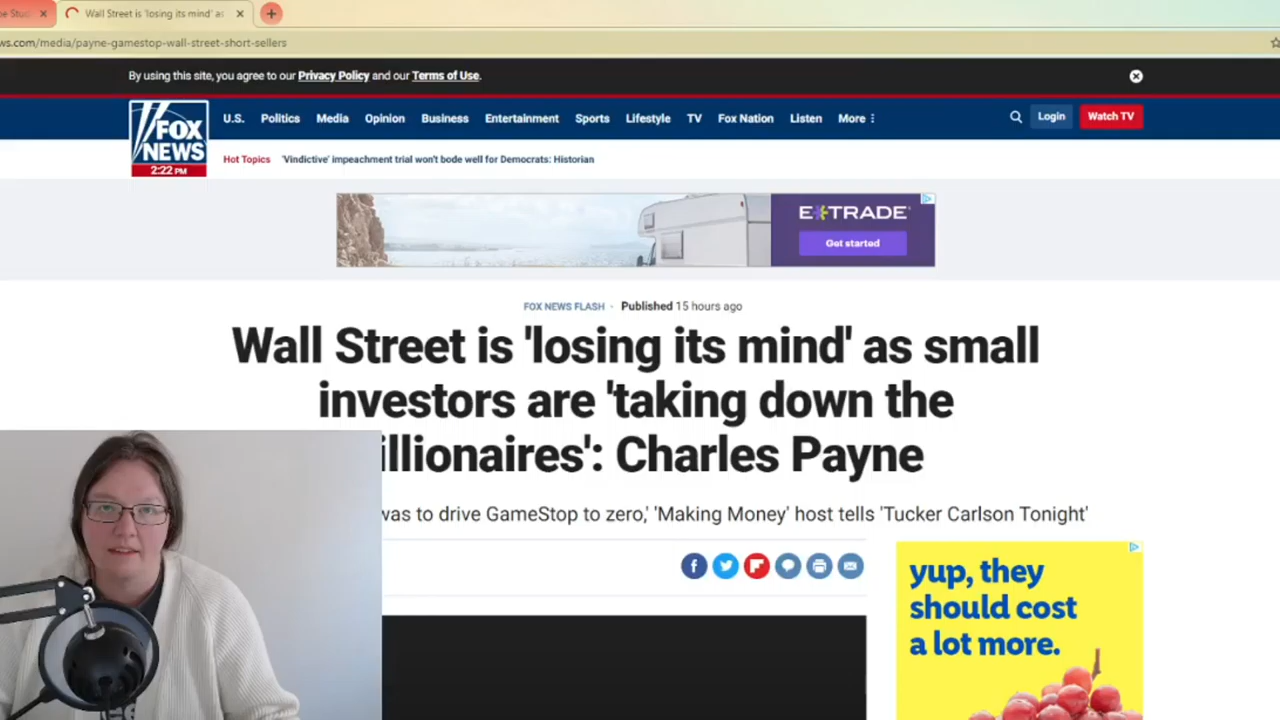 Wall Street is 'losing its mind' as
ws.com/media/payne-gamestop-wall-street-short-sellers
By using this site, you agree to our Privacy Policy and our Terms of Use.
FOX
NEWS
2:22 PM
U.S. Politics Media Opinion Business Entertainment Sports Lifestyle TV Fox Nation Listen More
Login
Watch TV
Hot Topics 'Vindictive' impeachment trial won't bode well for Democrats: Historian
E*TRADE
Get started
FOX NEWS FLASH · Published 15 hours ago
Wall Street is 'losing its mind' as small
investors are 'taking down the
illionaires': Charles Payne
was to drive GameStop to zero,' 'Making Money' host tells 'Tucker Carlson Tonight'
yup, they
should cost
a lot more.